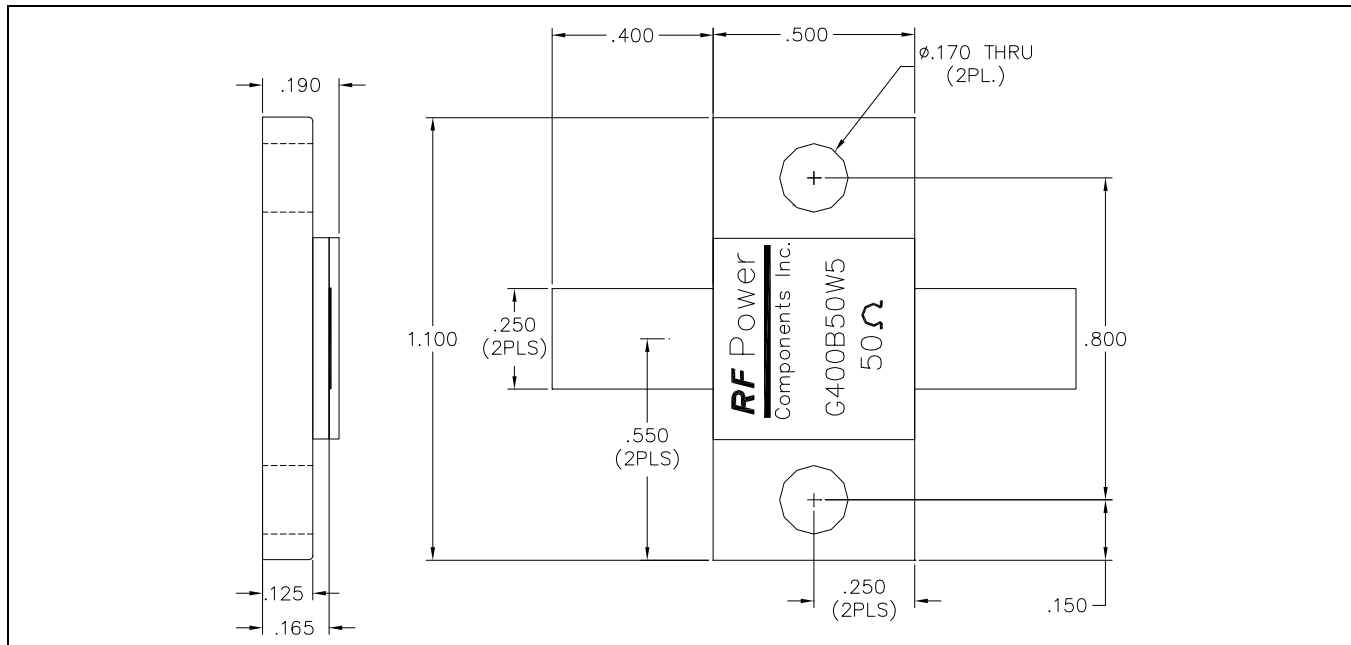 .400
.500
Ø.170 THRU
(2PL.)
.190
1.100
.250
(2PLS)
.550
(2PLS)
RF Power
Components Inc.
G400B50W5
50Ω
.800
.125
.165
.250
(2PLS)
.150